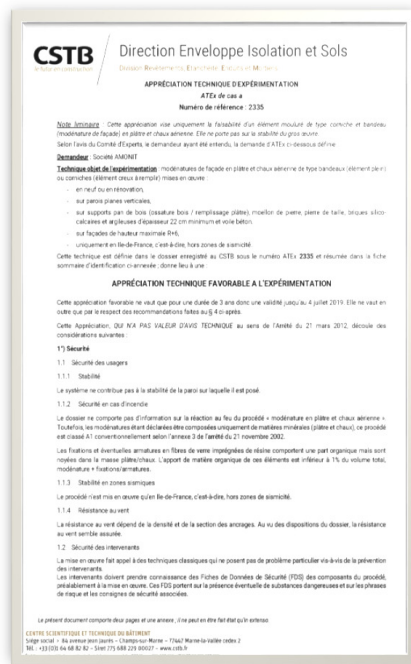 CSTB
le futur en construction
Direction Enveloppe Isolation et Sols
Division Revêtements, Etanchéité, Enduits et Mortiers
APPRÉCIATION TECHNIQUE D'EXPÉRIMENTATION
ATEx de cas a
Numéro de référence : 2335
Note liminaire : Cette appréciation vise uniquement la faisabilité d'un élément mouluré de type corniche et bandeau
(modénature de façade) en plâtre et chaux aérienne. Elle ne porte pas sur la stabilité du gros œuvre.
Selon l'avis du Comité d'Experts, le demandeur ayant été entendu, la demande d'ATEx ci-dessous définie :
Demandeur : Société AMONIT
Technique objet de l'expérimentation : modénatures de façade en plâtre et chaux aérienne de type bandeaux (élément plein)
ou corniches (élément creux à remplir) mises en œuvre :
- en neuf ou en rénovation,
- sur parois planes verticales,
- sur supports pan de bois (ossature bois / remplissage plâtre), moellon de pierre, pierre de taille, briques silico-
calcaires et argileuses d'épaisseur 22 cm minimum et voile béton.
- sur façades de hauteur maximale R+6,
- uniquement en Ile-de-France, c'est-à-dire, hors zones de sismicité.
Cette technique est définie dans le dossier enregistré au CSTB sous le numéro ATEx 2335 et résumée dans la fiche
sommaire d'identification ci-annexée ; donne lieu à une :
APPRÉCIATION TECHNIQUE FAVORABLE A L'EXPÉRIMENTATION
Cette appréciation favorable ne vaut que pour une durée de 3 ans donc une validité jusqu'au 4 juillet 2019. Elle ne vaut en
outre que par le respect des recommandations faites au § 4 ci-après.
Cette Appréciation, QUI N'A PAS VALEUR D'AVIS TECHNIQUE au sens de l'Arrêté du 21 mars 2012, découle des
considérations suivantes :
1°) Sécurité
1.1 Sécurité des usagers
1.1.1 Stabilité
Le système ne contribue pas à la stabilité de la paroi sur laquelle il est posé.
1.1.2 Sécurité en cas d'incendie
Le dossier ne comporte pas d'information sur la réaction au feu du procédé « modénature en plâtre et chaux aérienne ».
Toutefois, les modénatures étant déclarées être composées uniquement de matières minérales (plâtre et chaux), ce procédé
est classé A1 conventionnellement selon l'annexe 3 de l'arrêté du 21 novembre 2002.
Les fixations et éventuelles armatures en fibres de verre imprégnées de résine comportent une part organique mais sont
noyées dans la masse plâtre/chaux. L'apport de matière organique de ces éléments est inférieur à 1% du volume total,
modénature + fixations/armatures.
1.1.3 Stabilité en zones sismiques
Le procédé n'est mis en œuvre qu'en Ile-de-France, c'est-à-dire, hors zones de sismicité.
1.1.4 Résistance au vent
La résistance au vent dépend de la densité et de la section des ancrages. Au vu des dispositions du dossier, la résistance
au vent semble assurée.
1.2 Sécurité des intervenants
La mise en œuvre fait appel à des techniques classiques qui ne posent pas de problème particulier vis-à-vis de la prévention
des intervenants.
Les intervenants doivent prendre connaissance des Fiches de Données de Sécurité (FDS) des composants du procédé,
préalablement à la mise en œuvre. Ces FDS portent sur la présence éventuelle de substances dangereuses et sur les phrases
de risque et les consignes de sécurité associées.
Le présent document comporte deux pages et une annexe ; il ne peut en être fait état qu'in extenso.
CENTRE SCIENTIFIQUE ET TECHNIQUE DU BÂTIMENT
Siège social – 84 avenue Jean Jaurès – Champs-sur-Marne – 77447 Marne-la-Vallée cedex 2
Tél. : +33 (0)1 64 68 82 82 – Siret 775 688 229 00027 – www.cstb.fr